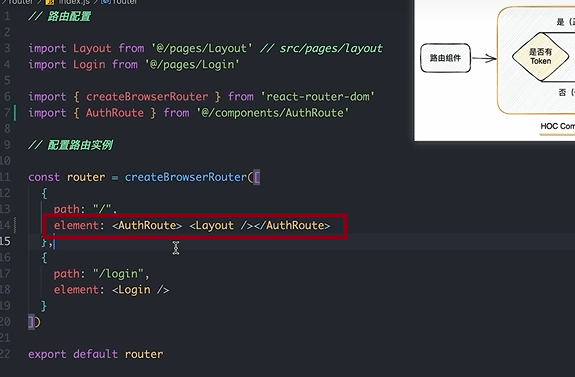 router
index.js
router
1 // 路由配置
2
3 import Layout from '@/pages/Layout' // src/pages/layout
4 import Login from '@/pages/Login'
5
6 import { createBrowserRouter } from 'react-router-dom'
7 import { AuthRoute } from '@/components/AuthRoute'
8
9 // 配置路由实例
10
11 const router = createBrowserRouter([
12 {
13 path: "/",
14 element: <AuthRoute> <Layout /></AuthRoute>
15 },
16 {
17 path: "/login",
18 element: <Login />
19 }
20 ])
21
22 export default router
路由组件
是否有
Token
HOC Com